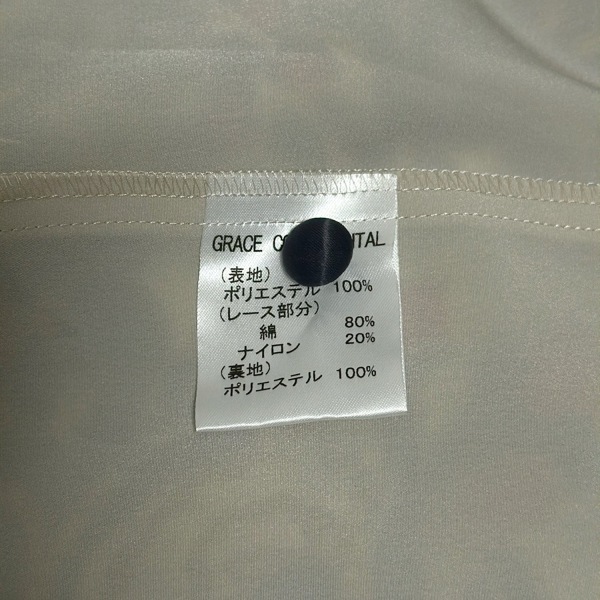 GRACE
(表地)
ポリエステル 100%
(レース部分)
綿 80%
ナイロン 20%
(裏地)
ポリエステル 100%